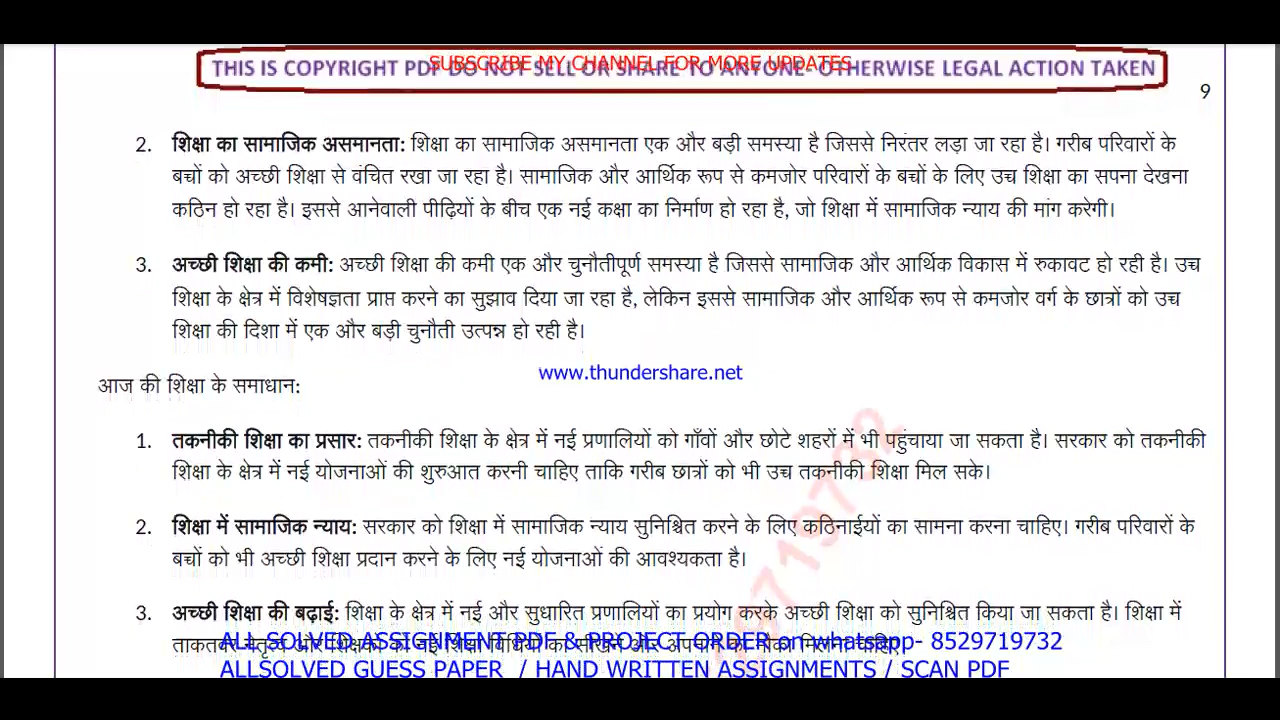 SUBSCRIBE MY CHANNEL FOR MORE UPDATES
THIS IS COPYRIGHT PDF DO NOT SELL OR SHARE TO ANYONE- OTHERWISE LEGAL ACTION TAKEN
9
2. शिक्षा का सामाजिक असमानता: शिक्षा का सामाजिक असमानता एक और बड़ी समस्या है जिससे निरंतर लड़ा जा रहा है। गरीब परिवारों के
बच्चों को अच्छी शिक्षा से वंचित रखा जा रहा है। सामाजिक और आर्थिक रूप से कमजोर परिवारों के बच्चों के लिए उच्च शिक्षा का सपना देखना
कठिन हो रहा है। इससे आनेवाली पीढ़ियों के बीच एक नई कक्षा का निर्माण हो रहा है, जो शिक्षा में सामाजिक न्याय की मांग करेगी।
3. अच्छी शिक्षा की कमी: अच्छी शिक्षा की कमी एक और चुनौतीपूर्ण समस्या है जिससे सामाजिक और आर्थिक विकास में रुकावट हो रही है। उच्च
शिक्षा के क्षेत्र में विशेषज्ञता प्राप्त करने का सुझाव दिया जा रहा है, लेकिन इससे सामाजिक और आर्थिक रूप से कमजोर वर्ग के छात्रों को उच्च
शिक्षा की दिशा में एक और बड़ी चुनौती उत्पन्न हो रही है।
www.thundershare.net
आज की शिक्षा के समाधान:
1. तकनीकी शिक्षा का प्रसार: तकनीकी शिक्षा के क्षेत्र में नई प्रणालियों को गाँवों और छोटे शहरों में भी पहुंचाया जा सकता है। सरकार को तकनीकी
शिक्षा के क्षेत्र में नई योजनाओं की शुरुआत करनी चाहिए ताकि गरीब छात्रों को भी उच्च तकनीकी शिक्षा मिल सके।
2. शिक्षा में सामाजिक न्याय: सरकार को शिक्षा में सामाजिक न्याय सुनिश्चित करने के लिए कठिनाईयों का सामना करना चाहिए। गरीब परिवारों के
बच्चों को भी अच्छी शिक्षा प्रदान करने के लिए नई योजनाओं की आवश्यकता है।
3. अच्छी शिक्षा की बढ़ाई: शिक्षा के क्षेत्र में नई और सुधारित प्रणालियों का प्रयोग करके अच्छी शिक्षा को सुनिश्चित किया जा सकता है। शिक्षा में
ताकतवर और शिक्षकों को नई शिक्षा विधियों को सीखने और अपनाने का मौका मिलना चाहिए
ALL SOLVED ASSIGNMENT PDF & PROJECT ORDER on whatsapp- 8529719732
ALLSOLVED GUESS PAPER / HAND WRITTEN ASSIGNMENTS / SCAN PDF